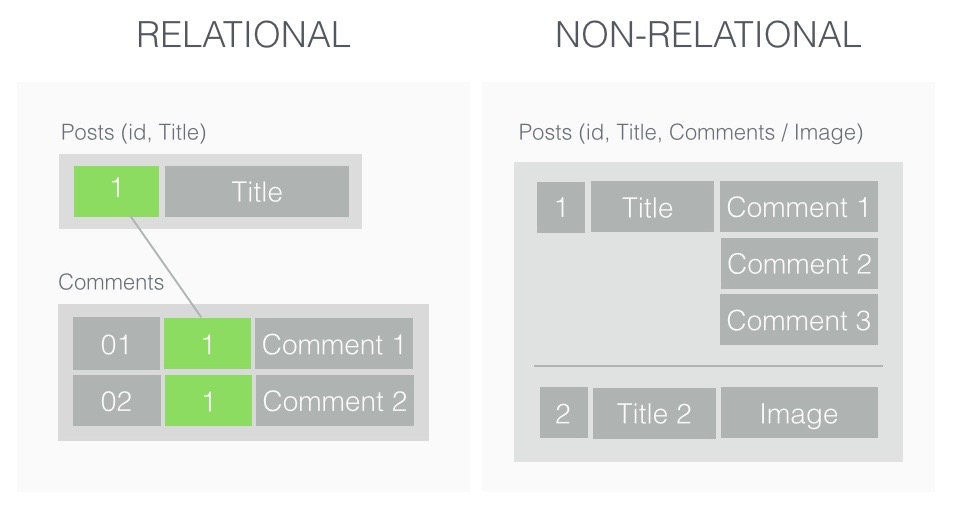 RELATIONAL
Posts (id, Title)
1 Title
Comments
01 1 Comment 1
02 1 Comment 2
NON-RELATIONAL
Posts (id, Title, Comments / Image)
1 Title Comment 1
Comment 2
Comment 3
2 Title 2 Image